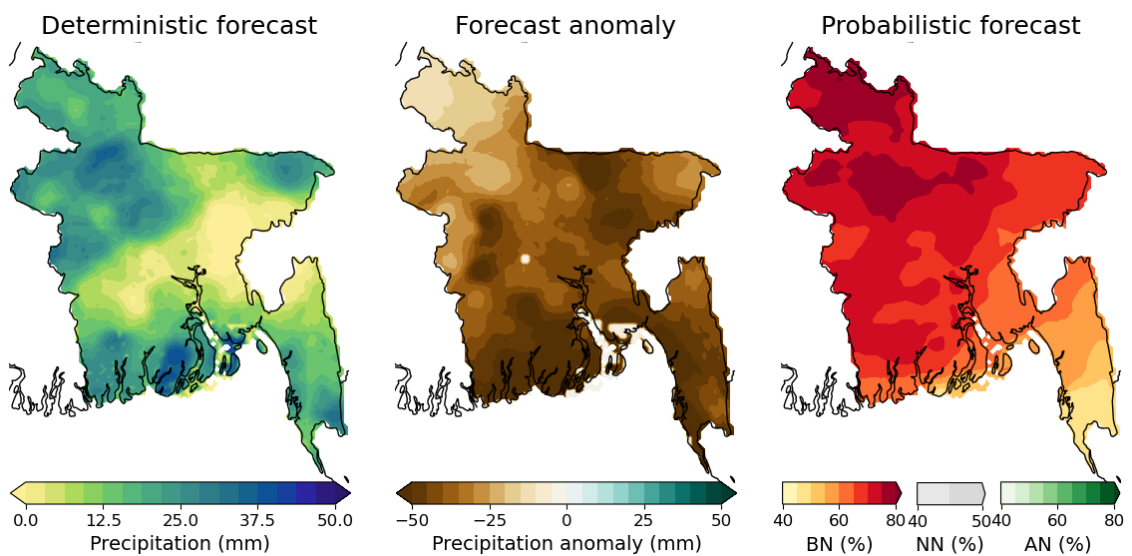 Deterministic forecast
Forecast anomaly
Probabilistic forecast
0.0 12.5 25.0 37.5 50.0
Precipitation (mm)
−50 −25 0 25 50
Precipitation anomaly (mm)
40 60 80
BN (%)
40 50
NN (%)
40 60 80
AN (%)